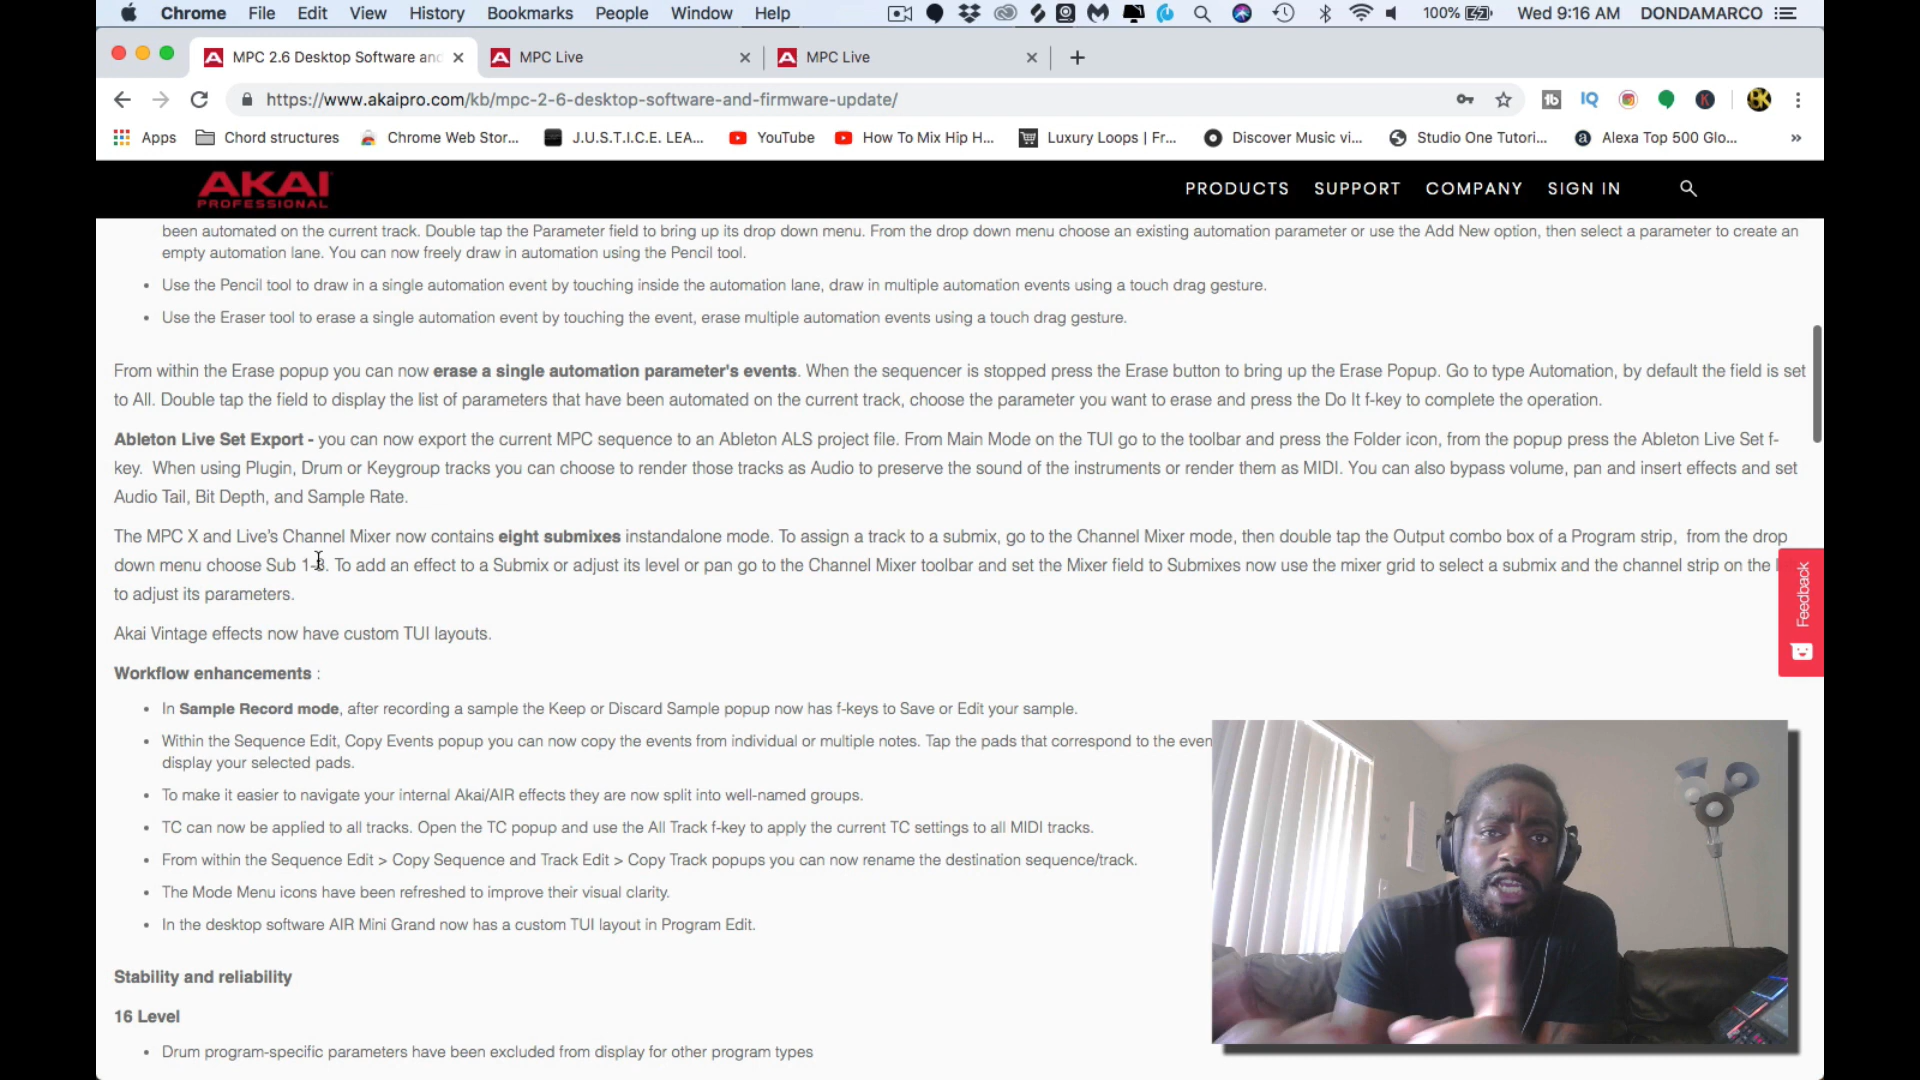 Chrome File Edit View History Bookmarks People Window Help 100% Wed 9:16 AM DONDAMARCO
MPC 2.6 Desktop Software and MPC Live MPC Live
https://www.akaipro.com/kb/mpc-2-6-desktop-software-and-firmware-update/
Apps Chord structures Chrome Web Stor... J.U.S.T.I.C.E. LEA... YouTube How To Mix Hip H... Luxury Loops | Fr... Discover Music vi... Studio One Tutori... Alexa Top 500 Glo... »
AKAI PROFESSIONAL PRODUCTS SUPPORT COMPANY SIGN IN
been automated on the current track. Double tap the Parameter field to bring up its drop down menu. From the drop down menu choose an existing automation parameter or use the Add New option, then select a parameter to create an
empty automation lane. You can now freely draw in automation using the Pencil tool.
• Use the Pencil tool to draw in a single automation event by touching inside the automation lane, draw in multiple automation events using a touch drag gesture.
• Use the Eraser tool to erase a single automation event by touching the event, erase multiple automation events using a touch drag gesture.
From within the Erase popup you can now erase a single automation parameter's events. When the sequencer is stopped press the Erase button to bring up the Erase Popup. Go to type Automation, by default the field is set
to All. Double tap the field to display the list of parameters that have been automated on the current track, choose the parameter you want to erase and press the Do It f-key to complete the operation.
Ableton Live Set Export - you can now export the current MPC sequence to an Ableton ALS project file. From Main Mode on the TUI go to the toolbar and press the Folder icon, from the popup press the Ableton Live Set f-
key. When using Plugin, Drum or Keygroup tracks you can choose to render those tracks as Audio to preserve the sound of the instruments or render them as MIDI. You can also bypass volume, pan and insert effects and set
Audio Tail, Bit Depth, and Sample Rate.
The MPC X and Live's Channel Mixer now contains eight submixes instandalone mode. To assign a track to a submix, go to the Channel Mixer mode, then double tap the Output combo box of a Program strip, from the drop
down menu choose Sub 1-8. To add an effect to a Submix or adjust its level or pan go to the Channel Mixer toolbar and set the Mixer field to Submixes now use the mixer grid to select a submix and the channel strip on the
to adjust its parameters.
Feedback
Akai Vintage effects now have custom TUI layouts.
Workflow enhancements :
• In Sample Record mode, after recording a sample the Keep or Discard Sample popup now has f-keys to Save or Edit your sample.
• Within the Sequence Edit, Copy Events popup you can now copy the events from individual or multiple notes. Tap the pads that correspond to the even
display your selected pads.
• To make it easier to navigate your internal Akai/AIR effects they are now split into well-named groups.
• TC can now be applied to all tracks. Open the TC popup and use the All Track f-key to apply the current TC settings to all MIDI tracks.
• From within the Sequence Edit > Copy Sequence and Track Edit > Copy Track popups you can now rename the destination sequence/track.
• The Mode Menu icons have been refreshed to improve their visual clarity.
• In the desktop software AIR Mini Grand now has a custom TUI layout in Program Edit.
Stability and reliability
16 Level
• Drum program-specific parameters have been excluded from display for other program types